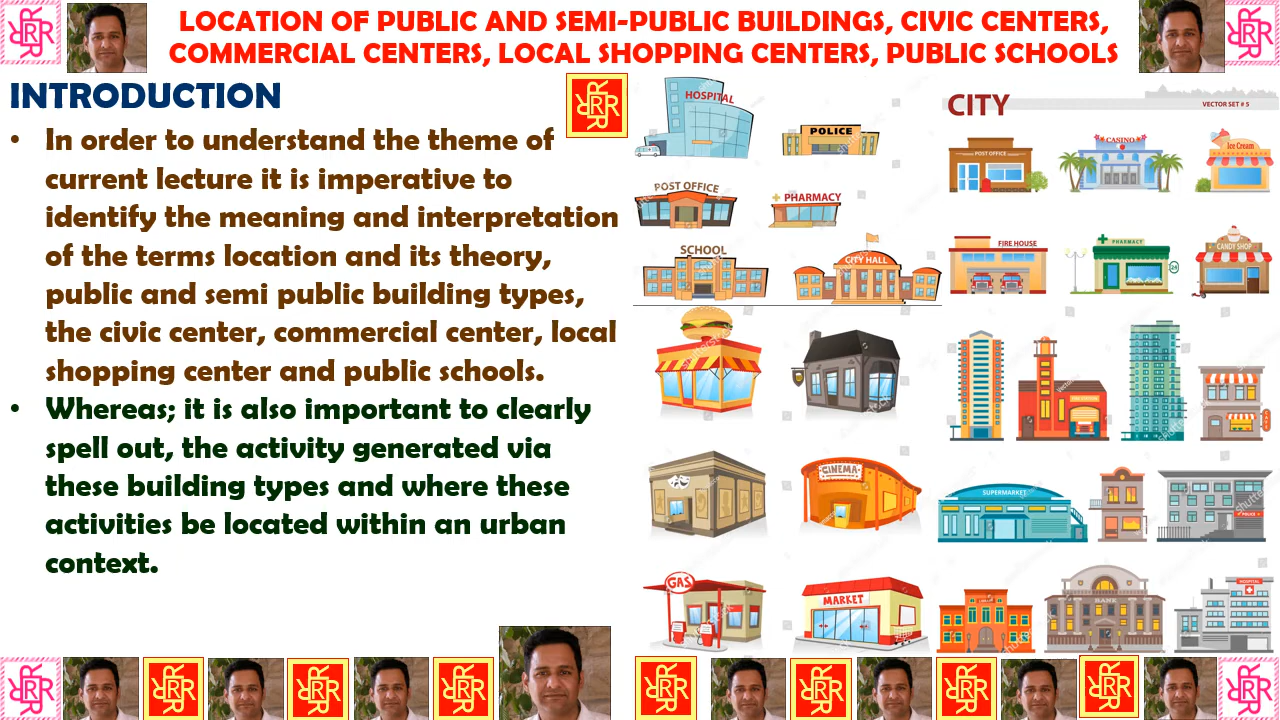 LOCATION OF PUBLIC AND SEMI-PUBLIC BUILDINGS, CIVIC CENTERS,
COMMERCIAL CENTERS, LOCAL SHOPPING CENTERS, PUBLIC SCHOOLS
INTRODUCTION
• In order to understand the theme of
current lecture it is imperative to
identify the meaning and interpretation
of the terms location and its theory,
public and semi public building types,
the civic center, commercial center, local
shopping center and public schools.
• Whereas; it is also important to clearly
spell out, the activity generated via
these building types and where these
activities be located within an urban
context.
HOSPITAL
POLICE
POST OFFICE
PHARMACY
SCHOOL
CITY HALL
CINEMA
GAS
MARKET
CITY
VECTOR SET # 5
POST OFFICE
CASINO
Ice Cream
FIRE HOUSE
PHARMACY
24
CANDY SHOP
SUPERMARKET
POLICE
BANK
HOSPITAL